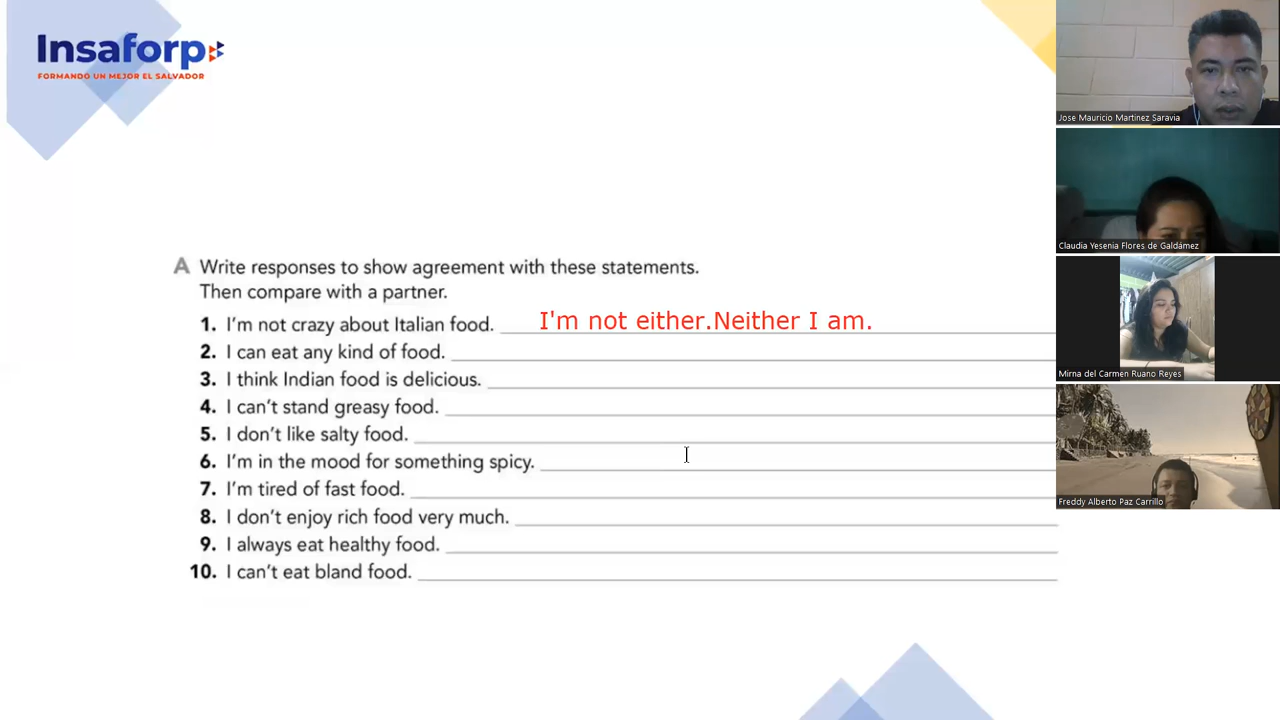 Insaforp
FORMANDO UN MEJOR EL SALVADOR
A Write responses to show agreement with these statements.
Then compare with a partner.
1. I'm not crazy about Italian food. I'm not either.Neither I am.
2. I can eat any kind of food.
3. I think Indian food is delicious.
4. I can't stand greasy food.
5. I don't like salty food.
6. I'm in the mood for something spicy.
7. I'm tired of fast food.
8. I don't enjoy rich food very much.
9. I always eat healthy food.
10. I can't eat bland food.
Jose Mauricio Martinez Saravia
Claudia Yesenia Flores de Galdámez
Mirna del Carmen Ruano Reyes
Freddy Alberto Paz Carrillo